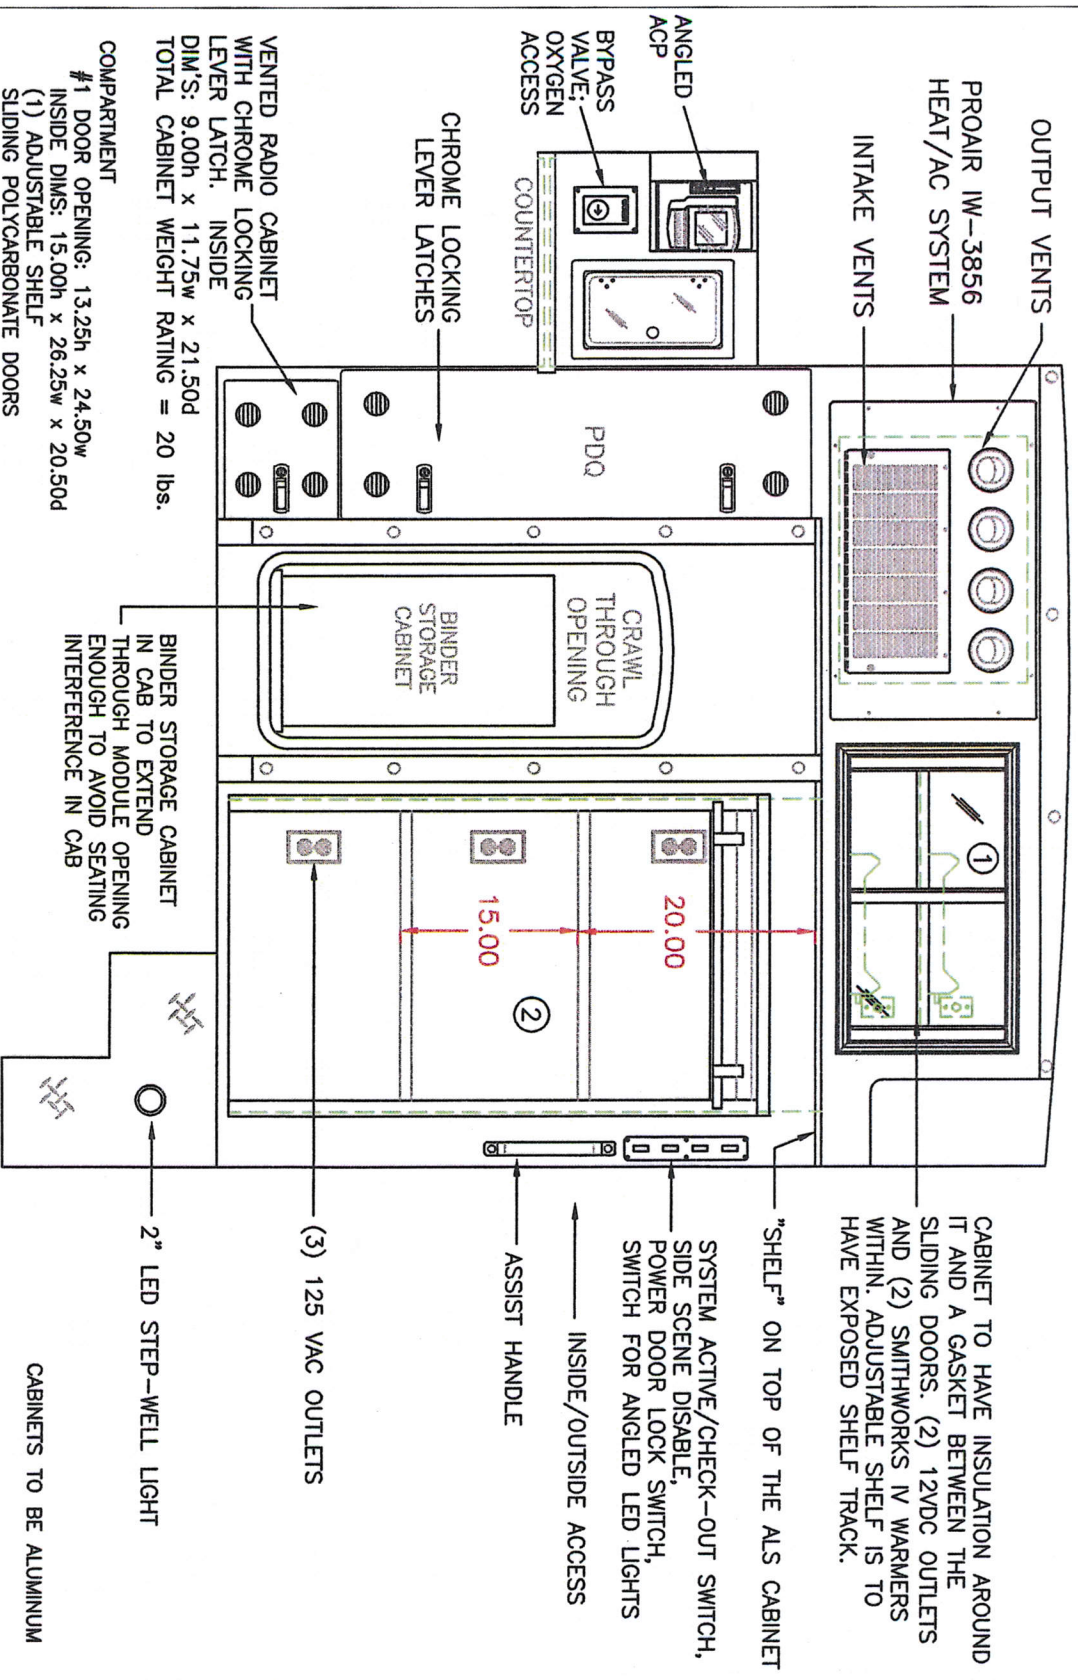 OUTPUT VENTS
PROAIR IW-3856
HEAT/AC SYSTEM
INTAKE VENTS
ANGLED
ACP
BYPASS
VALVE;
OXYGEN
ACCESS
COUNTERTOP
CHROME LOCKING
LEVER LATCHES
VENTED RADIO CABINET
WITH CHROME LOCKING
LEVER LATCH. INSIDE
DIM'S: 9.00h x 11.75w x 21.50d
TOTAL CABINET WEIGHT RATING = 20 lbs.
COMPARTMENT
#1 DOOR OPENING: 13.25h x 24.50w
INSIDE DIMS: 15.00h x 26.25w x 20.50d
(1) ADJUSTABLE SHELF
SLIDING POLYCARBONATE DOORS
PDQ
CRAWL
THROUGH
OPENING
BINDER
STORAGE
CABINET
BINDER STORAGE CABINET
IN CAB TO EXTEND
THROUGH MODULE OPENING
ENOUGH TO AVOID SEATING
INTERFERENCE IN CAB
1
20.00
15.00
2
CABINET TO HAVE INSULATION AROUND
IT AND A GASKET BETWEEN THE
SLIDING DOORS. (2) 12VDC OUTLETS
AND (2) SMITHWORKS IV WARMERS
WITHIN. ADJUSTABLE SHELF IS TO
HAVE EXPOSED SHELF TRACK.
"SHELF" ON TOP OF THE ALS CABINET
SYSTEM ACTIVE/CHECK-OUT SWITCH,
SIDE SCENE DISABLE,
POWER DOOR LOCK SWITCH,
SWITCH FOR ANGLED LED LIGHTS
INSIDE/OUTSIDE ACCESS
ASSIST HANDLE
(3) 125 VAC OUTLETS
2" LED STEP-WELL LIGHT
CABINETS TO BE ALUMINUM